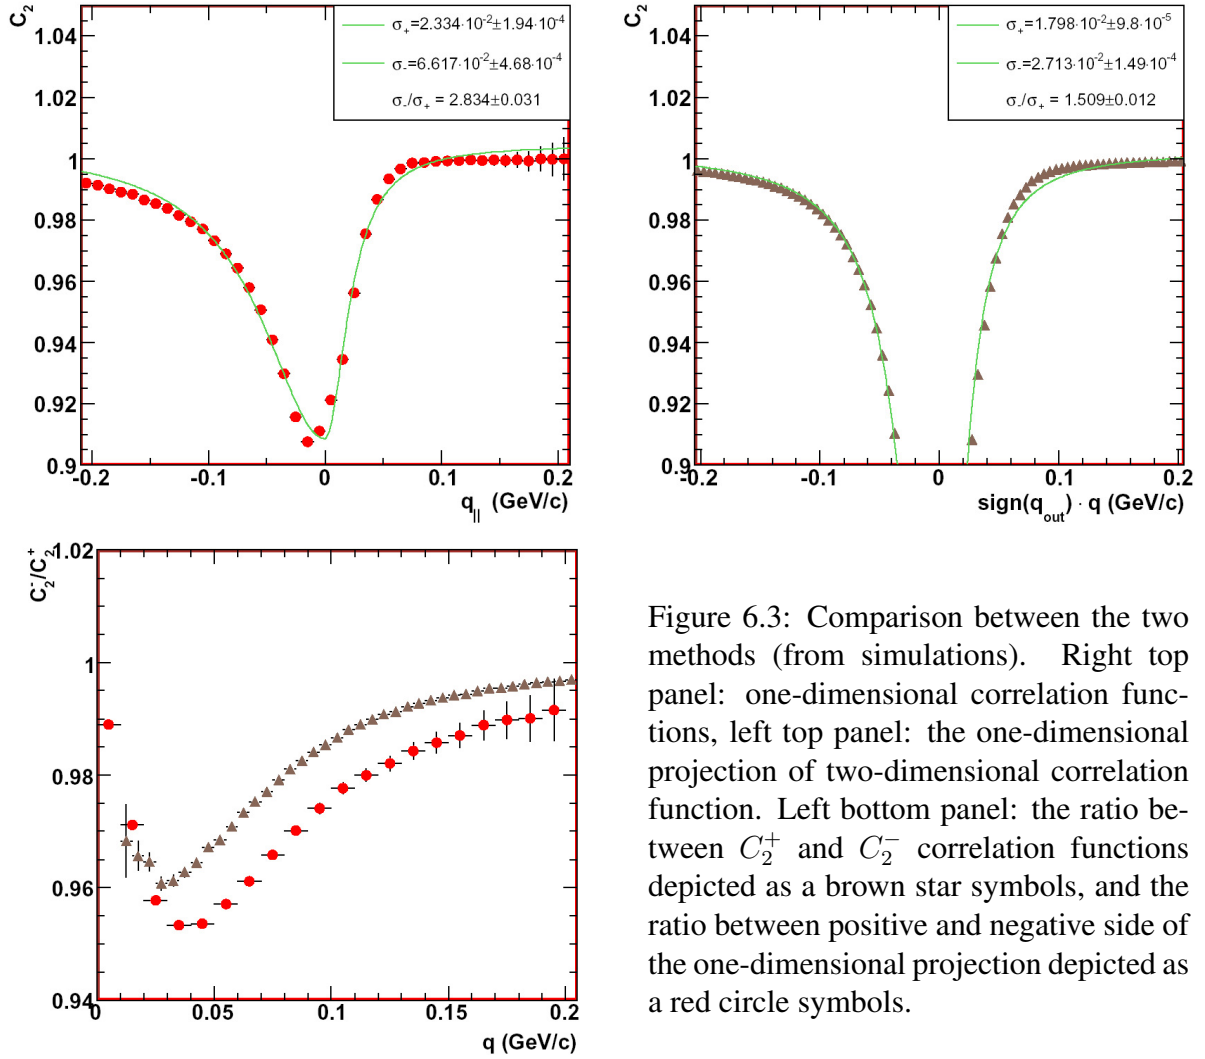 C₂
1.04
1.02
1
0.98
0.96
0.94
0.92
0.9
-0.2 -0.1 0 0.1 0.2
q|| (GeV/c)
σ₊=2.334·10⁻²±1.94·10⁻⁴
σ₋=6.617·10⁻²±4.68·10⁻⁴
σ₋/σ₊ = 2.834±0.031
C₂
1.04
1.02
1
0.98
0.96
0.94
0.92
0.9
-0.2 -0.1 0 0.1 0.2
sign(q_out) · q (GeV/c)
σ₊=1.798·10⁻²±9.8·10⁻⁵
σ₋=2.713·10⁻²±1.49·10⁻⁴
σ₋/σ₊ = 1.509±0.012
C₂⁻/C₂⁺
1.02
1
0.98
0.96
0.94
0 0.05 0.1 0.15 0.2
q (GeV/c)
Figure 6.3: Comparison between the two
methods (from simulations). Right top
panel: one-dimensional correlation func-
tions, left top panel: the one-dimensional
projection of two-dimensional correlation
function. Left bottom panel: the ratio be-
tween C₂⁺ and C₂⁻ correlation functions
depicted as a brown star symbols, and the
ratio between positive and negative side of
the one-dimensional projection depicted as
a red circle symbols.